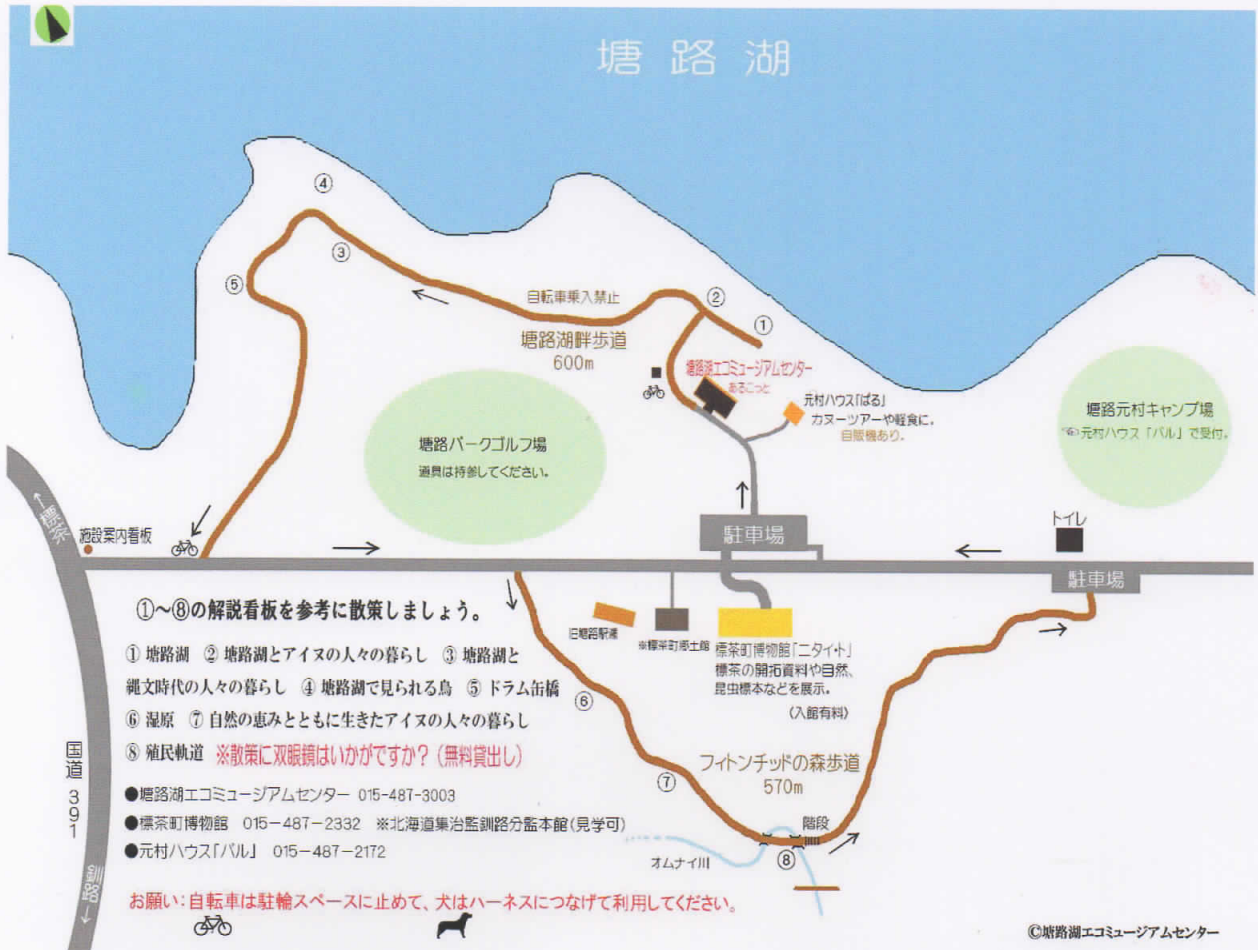 塘路湖
④
③
⑤
②
①
自転車乗入禁止
塘路湖畔歩道
600m
塘路湖エコミュージアムセンター
あるこっと
元村ハウス「ぱる」
カヌーツアーや軽食に。
自販機あり。
塘路元村キャンプ場
元村ハウス「パル」で受付。
塘路パークゴルフ場
道具は持参してください。
←標茶
施設案内看板
駐車場
トイレ
駐車場
①～⑧の解説看板を参考に散策しましょう。
① 塘路湖 ② 塘路湖とアイヌの人々の暮らし ③ 塘路湖と
縄文時代の人々の暮らし ④ 塘路湖で見られる鳥 ⑤ ドラム缶橋
⑥ 湿原 ⑦ 自然の恵みとともに生きたアイヌの人々の暮らし
⑧ 殖民軌道 ※散策に双眼鏡はいかがですか？（無料貸出し）
●塘路湖エコミュージアムセンター 015-487-3003
●標茶町博物館 015-487-2332 ※北海道集治監釧路分監本館(見学可)
●元村ハウス「パル」 015-487-2172
旧塘路駅逓
※標茶町郷土館
標茶町博物館「ニタイ・ト」
標茶の開拓資料や自然、
昆虫標本などを展示。
（入館有料）
⑥
⑦
フィトンチッドの森歩道
570m
階段
⑧
オムナイ川
国道391
釧路→
お願い：自転車は駐輪スペースに止めて、犬はハーネスにつなげて利用してください。
©塘路湖エコミュージアムセンター